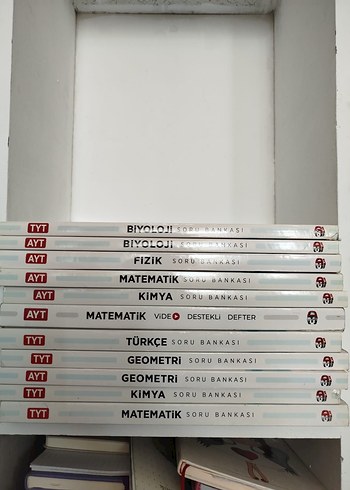 TYT BİYOLOJİ SORU BANKASI
AYT BİYOLOJİ SORU BANKASI
AYT FİZİK SORU BANKASI
AYT MATEMATİK SORU BANKASI
AYT KİMYA SORU BANKASI
AYT MATEMATİK ViDEO DESTEKLİ DEFTER
TYT TÜRKÇE SORU BANKASI
TYT GEOMETRİ SORU BANKASI
AYT GEOMETRİ SORU BANKASI
TYT KİMYA SORU BANKASI
TYT MATEMATİK SORU BANKASI